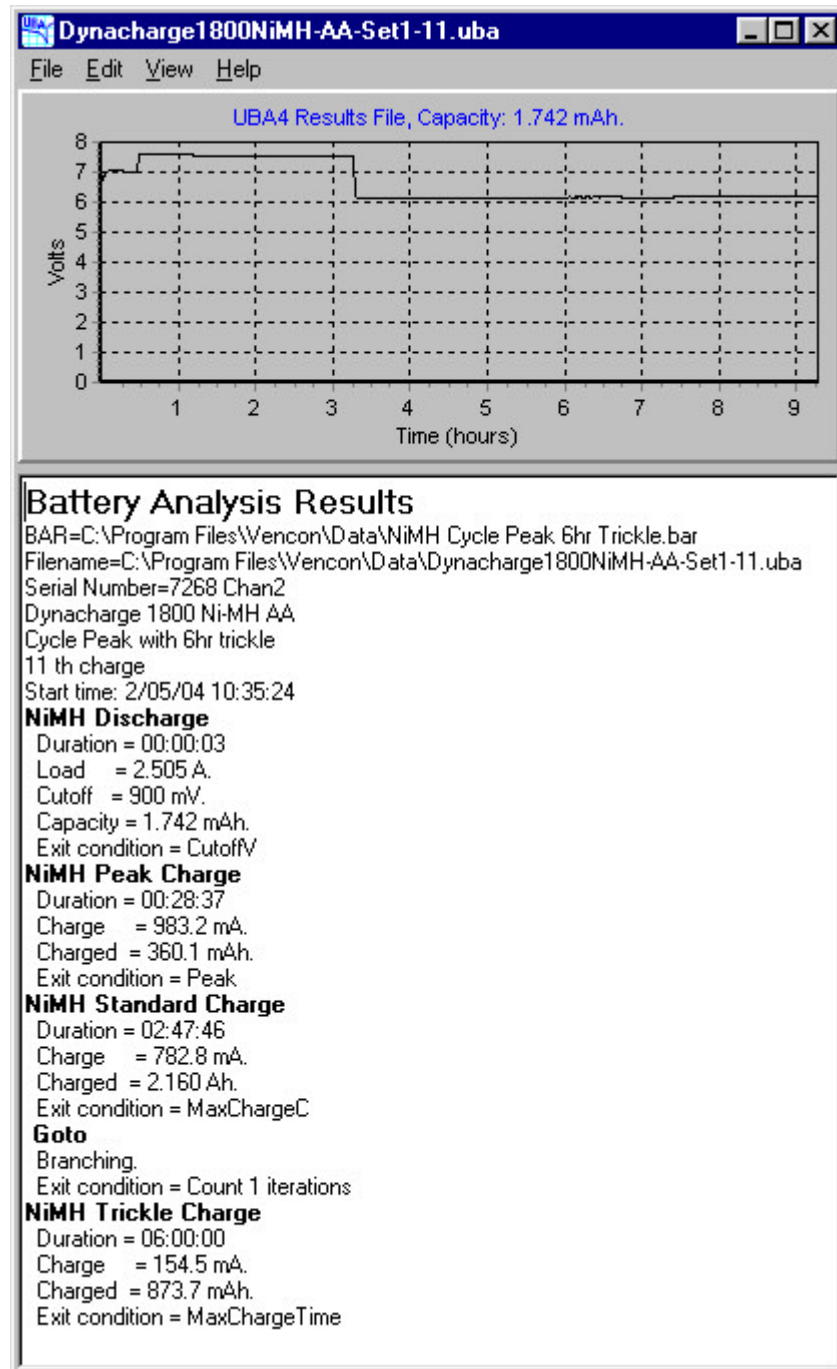 UBA Dynacharge1800NiMH-AA-Set1-11.uba
File Edit View Help
UBA4 Results File, Capacity: 1.742 mAh.
8
7
6
5
4
3
2
1
0
Volts
1 2 3 4 5 6 7 8 9
Time (hours)
Battery Analysis Results
BAR=C:\Program Files\Vencon\Data\NiMH Cycle Peak 6hr Trickle.bar
Filename=C:\Program Files\Vencon\Data\Dynacharge1800NiMH-AA-Set1-11.uba
Serial Number=7268 Chan2
Dynacharge 1800 Ni-MH AA
Cycle Peak with 6hr trickle
11 th charge
Start time: 2/05/04 10:35:24
NiMH Discharge
Duration = 00:00:03
Load = 2.505 A.
Cutoff = 900 mV.
Capacity = 1.742 mAh.
Exit condition = CutoffV
NiMH Peak Charge
Duration = 00:28:37
Charge = 983.2 mA.
Charged = 360.1 mAh.
Exit condition = Peak
NiMH Standard Charge
Duration = 02:47:46
Charge = 782.8 mA.
Charged = 2.160 Ah.
Exit condition = MaxChargeC
Goto
Branching.
Exit condition = Count 1 iterations
NiMH Trickle Charge
Duration = 06:00:00
Charge = 154.5 mA.
Charged = 873.7 mAh.
Exit condition = MaxChargeTime